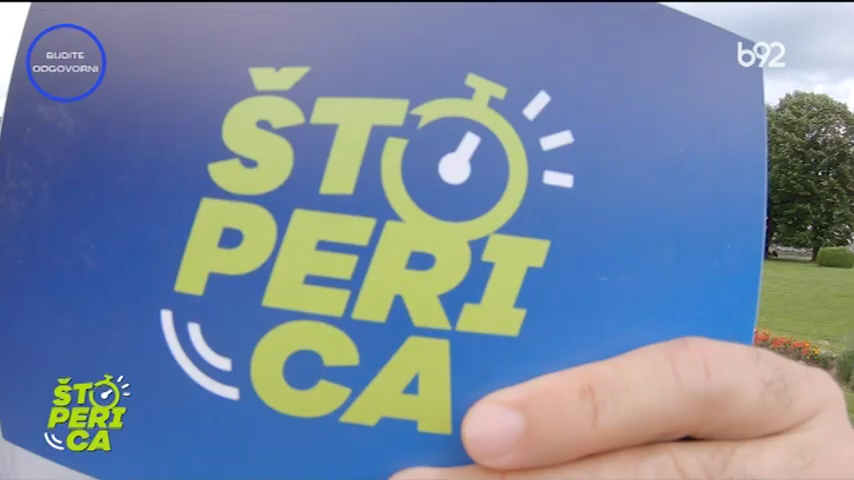 BUDITE
ODGOVORNI
b92
ŠTO
PERI
CA
ŠTO
PERI
CA